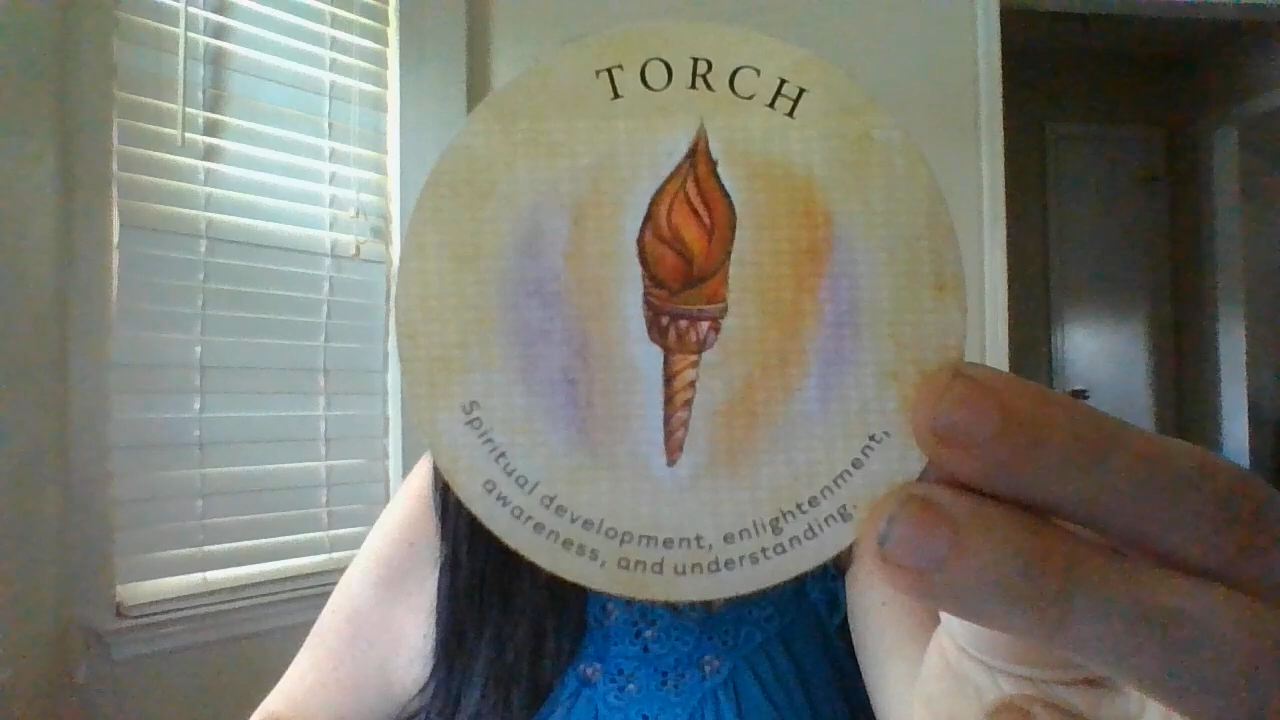 TORCH
Spiritual development, enlightenment,
awareness, and understanding.